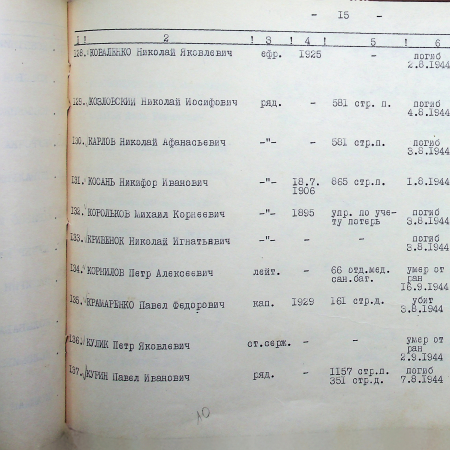 - 15 -
1! 2 ! 3 ! 4 ! 5 ! 6
128. КОВАЛЕНКО Николай Яковлевич ефр. 1925 - погиб
2.8.1944
129. КОЗЛОВСКИЙ Николай Иосифович ряд. - 581 стр. п. погиб
4.8.1944
130. КАРЛОВ Николай Афанасьевич -"- - 581 стр.п. погиб
3.8.1944
131. КОСАНЬ Никифор Иванович -"- 18.7. 865 стр.п. 1.8.1944
1906
132. КОРОЛЬКОВ Михаил Корнеевич -"- 1895 упр. по уче- погиб
ту потерь 3.8.1944
133. КРИВЕНОК Николай Игнатьевич -"- - - погиб
3.8.1944
134. КОРНИЛОВ Петр Алексеевич лейт. - 66 отд.мед. умер от
сан.бат. ран
16.9.1944
135. КРАМАРЕНКО Павел Федорович кап. 1929 161 стр.д. убит
3.8.1944
136. КУЛИК Петр Яковлевич ст.серж. - - умер от
ран
2.9.1944
137. КУРИН Павел Иванович ряд. - 1157 стр.п. погиб
351 стр.д. 7.8.1944
10